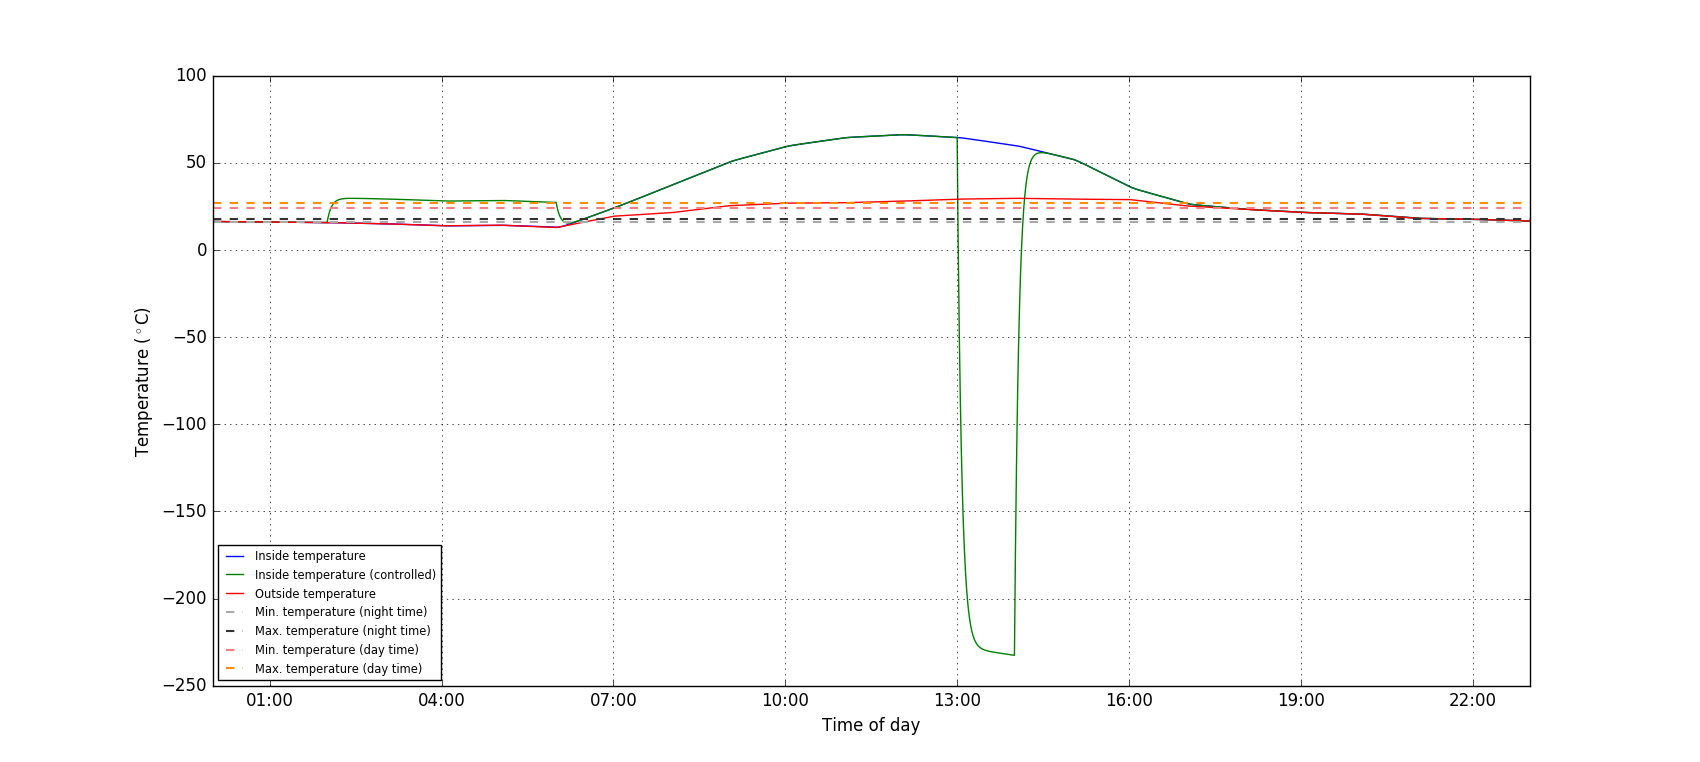 100
50
0
−50
−100
−150
−200
−250
Temperature (°C)
Inside temperature
Inside temperature (controlled)
Outside temperature
Min. temperature (night time)
Max. temperature (night time)
Min. temperature (day time)
Max. temperature (day time)
01:00 04:00 07:00 10:00 13:00 16:00 19:00 22:00
Time of day